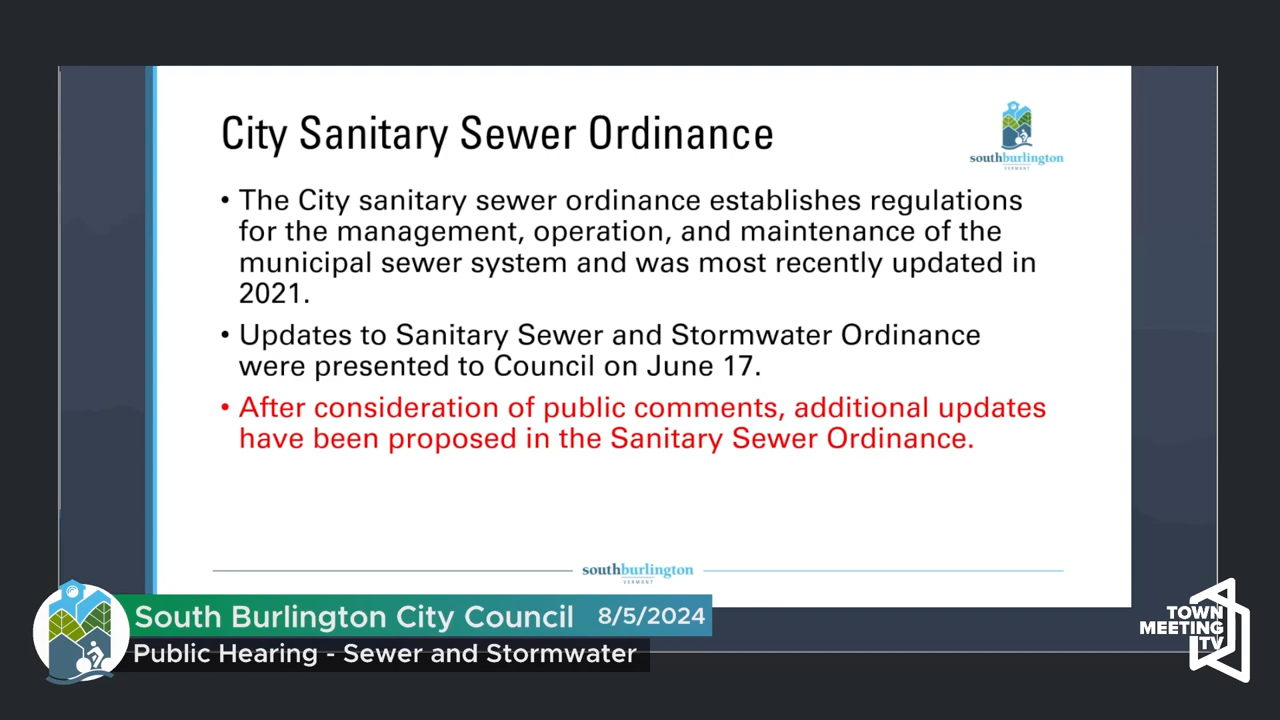 City Sanitary Sewer Ordinance
southburlington
VERMONT
• The City sanitary sewer ordinance establishes regulations
for the management, operation, and maintenance of the
municipal sewer system and was most recently updated in
2021.
• Updates to Sanitary Sewer and Stormwater Ordinance
were presented to Council on June 17.
• After consideration of public comments, additional updates
have been proposed in the Sanitary Sewer Ordinance.
southburlington
VERMONT
South Burlington City Council 8/5/2024
Public Hearing - Sewer and Stormwater
TOWN
MEETING
TV